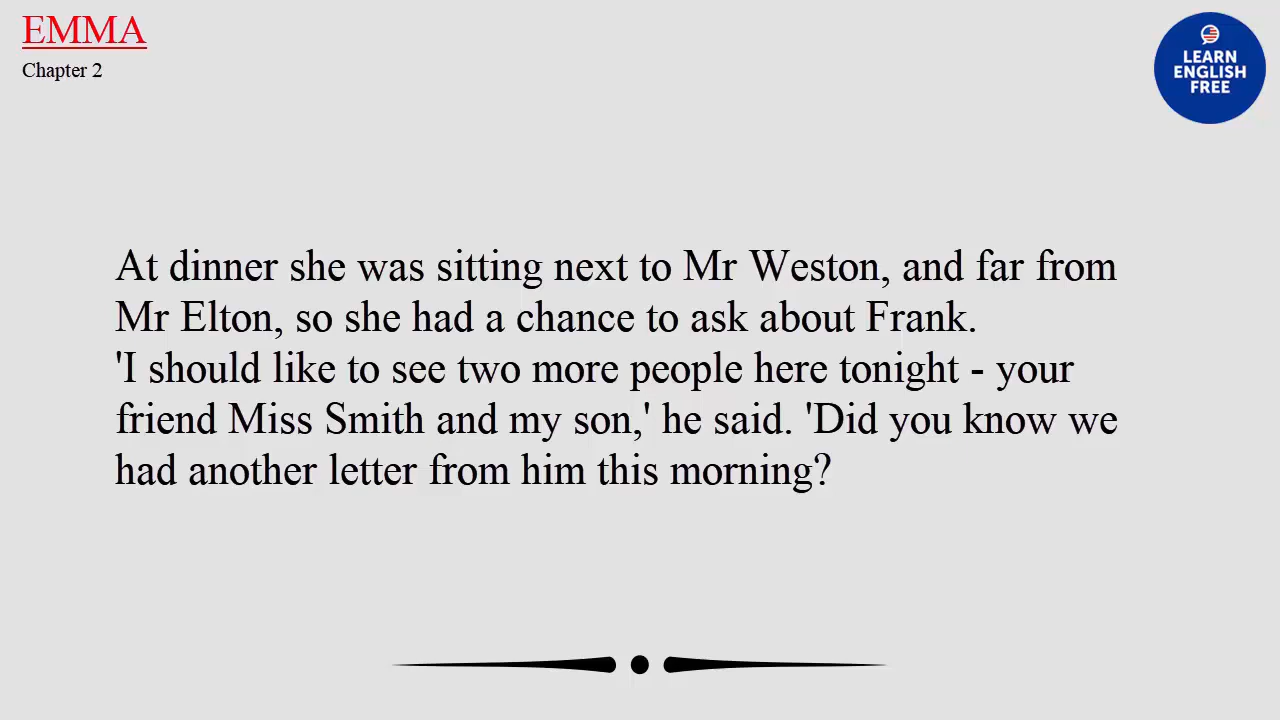 EMMA
Chapter 2
LEARN
ENGLISH
FREE
At dinner she was sitting next to Mr Weston, and far from
Mr Elton, so she had a chance to ask about Frank.
'I should like to see two more people here tonight - your
friend Miss Smith and my son,' he said. 'Did you know we
had another letter from him this morning?